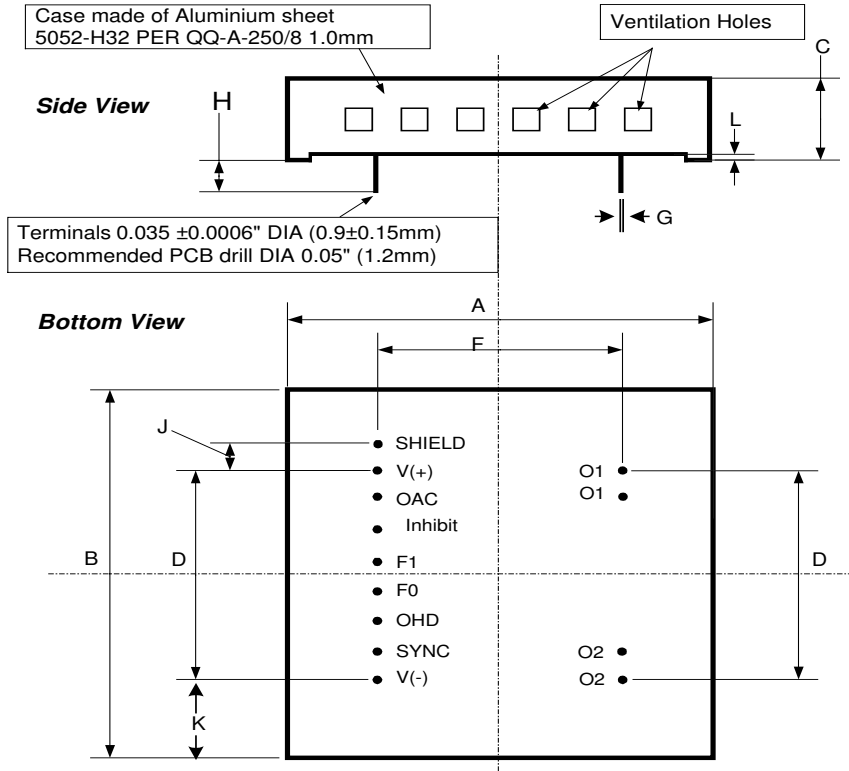 Case made of Aluminium sheet
5052-H32 PER QQ-A-250/8 1.0mm
Ventilation Holes
C
Side View
H
L
Terminals 0.035 ±0.0006" DIA (0.9±0.15mm)
Recommended PCB drill DIA 0.05" (1.2mm)
G
Bottom View
A
F
J
SHIELD
V(+)
O1
OAC
O1
Inhibit
B
D
F1
D
F0
OHD
SYNC
O2
V(-)
O2
K